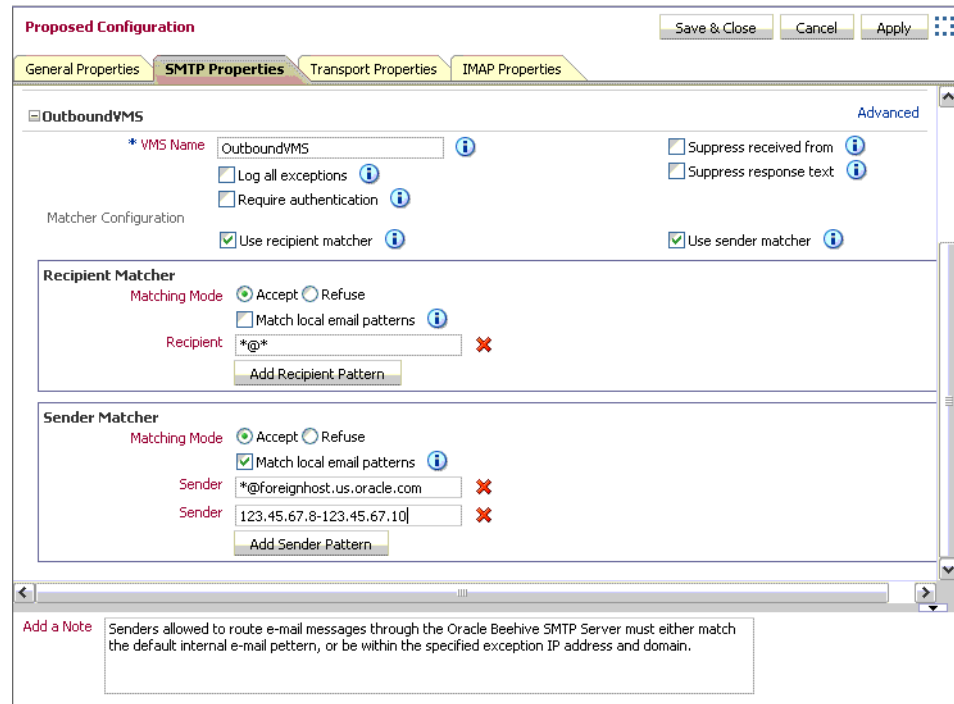 Proposed Configuration
Save & Close Cancel Apply
General Properties SMTP Properties Transport Properties IMAP Properties
OutboundVMS Advanced
* VMS Name OutboundVMS Suppress received from
Log all exceptions Suppress response text
Require authentication
Matcher Configuration
Use recipient matcher Use sender matcher
Recipient Matcher
Matching Mode Accept Refuse
Match local email patterns
Recipient *@*
Add Recipient Pattern
Sender Matcher
Matching Mode Accept Refuse
Match local email patterns
Sender *@foreignhost.us.oracle.com
Sender 123.45.67.8-123.45.67.10
Add Sender Pattern
Add a Note Senders allowed to route e-mail messages through the Oracle Beehive SMTP Server must either match
the default internal e-mail pettern, or be within the specified exception IP address and domain.